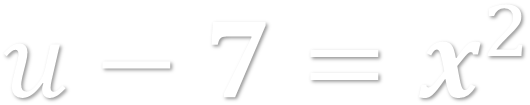 u − 7 = x²